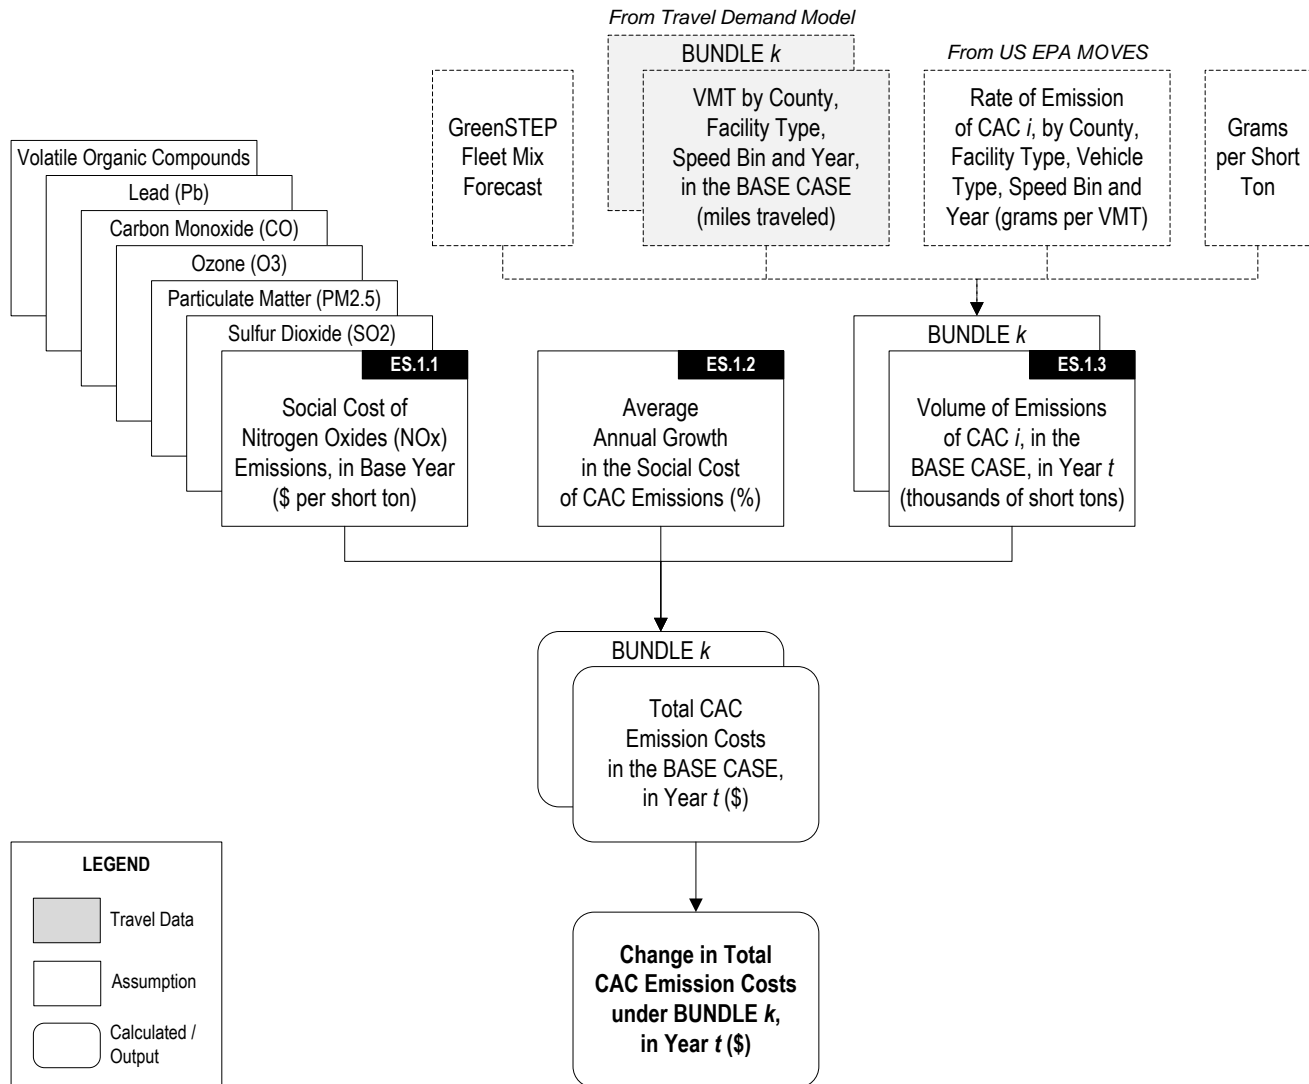 From Travel Demand Model
BUNDLE k
From US EPA MOVES
GreenSTEP
Fleet Mix
Forecast
VMT by County,
Facility Type,
Speed Bin and Year,
in the BASE CASE
(miles traveled)
Rate of Emission
of CAC i, by County,
Facility Type, Vehicle
Type, Speed Bin and
Year (grams per VMT)
Grams
per Short
Ton
Volatile Organic Compounds
Lead (Pb)
Carbon Monoxide (CO)
Ozone (O3)
Particulate Matter (PM2.5)
Sulfur Dioxide (SO2)
ES.1.1
Social Cost of
Nitrogen Oxides (NOx)
Emissions, in Base Year
($ per short ton)
ES.1.2
Average
Annual Growth
in the Social Cost
of CAC Emissions (%)
BUNDLE k
ES.1.3
Volume of Emissions
of CAC i, in the
BASE CASE, in Year t
(thousands of short tons)
BUNDLE k
Total CAC
Emission Costs
in the BASE CASE,
in Year t ($)
Change in Total
CAC Emission Costs
under BUNDLE k,
in Year t ($)
LEGEND
Travel Data
Assumption
Calculated /
Output